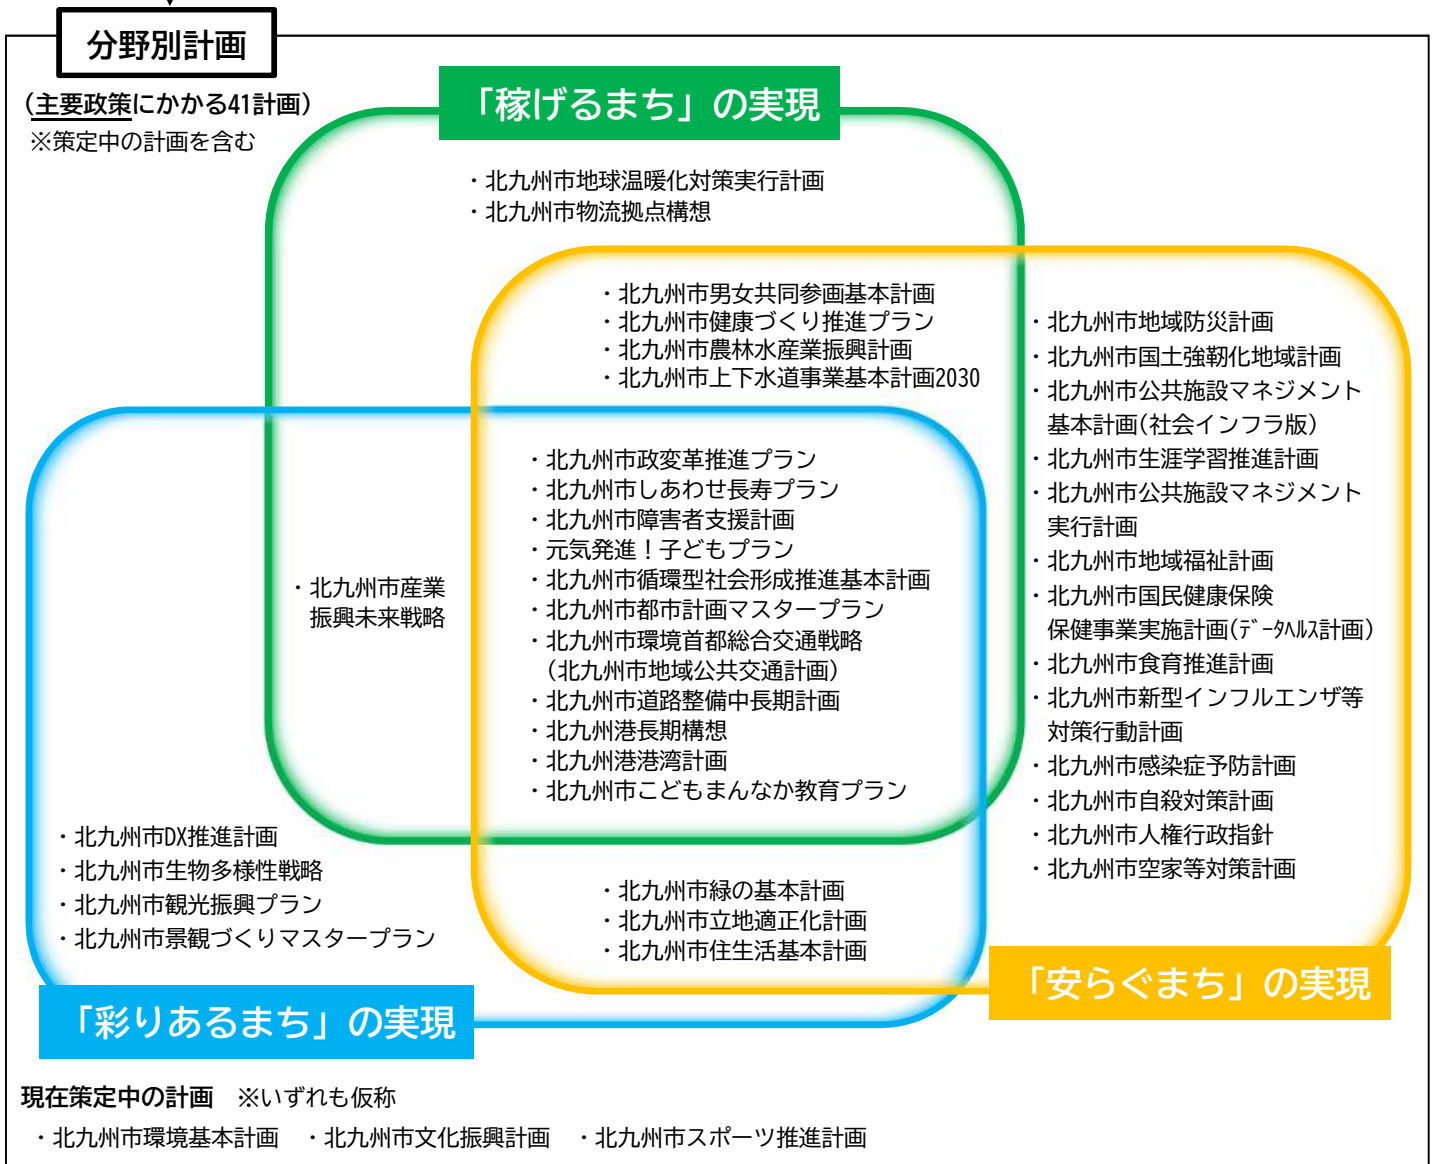 分野別計画
(主要政策にかかる41計画)
※策定中の計画を含む
「稼げるまち」の実現
・北九州市地球温暖化対策実行計画
・北九州市物流拠点構想
・北九州市男女共同参画基本計画
・北九州市健康づくり推進プラン
・北九州市農林水産業振興計画
・北九州市上下水道事業基本計画2030
・北九州市地域防災計画
・北九州市国土強靭化地域計画
・北九州市公共施設マネジメント
基本計画(社会インフラ版)
・北九州市生涯学習推進計画
・北九州市公共施設マネジメント
実行計画
・北九州市地域福祉計画
・北九州市国民健康保険
保健事業実施計画(ﾃﾞｰﾀﾍﾙｽ計画)
・北九州市食育推進計画
・北九州市新型インフルエンザ等
対策行動計画
・北九州市感染症予防計画
・北九州市自殺対策計画
・北九州市人権行政指針
・北九州市空家等対策計画
・北九州市政変革推進プラン
・北九州市しあわせ長寿プラン
・北九州市障害者支援計画
・元気発進！子どもプラン
・北九州市循環型社会形成推進基本計画
・北九州市都市計画マスタープラン
・北九州市環境首都総合交通戦略
(北九州市地域公共交通計画)
・北九州市道路整備中長期計画
・北九州港長期構想
・北九州港港湾計画
・北九州市こどもまんなか教育プラン
・北九州市産業
振興未来戦略
・北九州市DX推進計画
・北九州市生物多様性戦略
・北九州市観光振興プラン
・北九州市景観づくりマスタープラン
・北九州市緑の基本計画
・北九州市立地適正化計画
・北九州市住生活基本計画
「安らぐまち」の実現
「彩りあるまち」の実現
現在策定中の計画　※いずれも仮称
・北九州市環境基本計画　・北九州市文化振興計画　・北九州市スポーツ推進計画